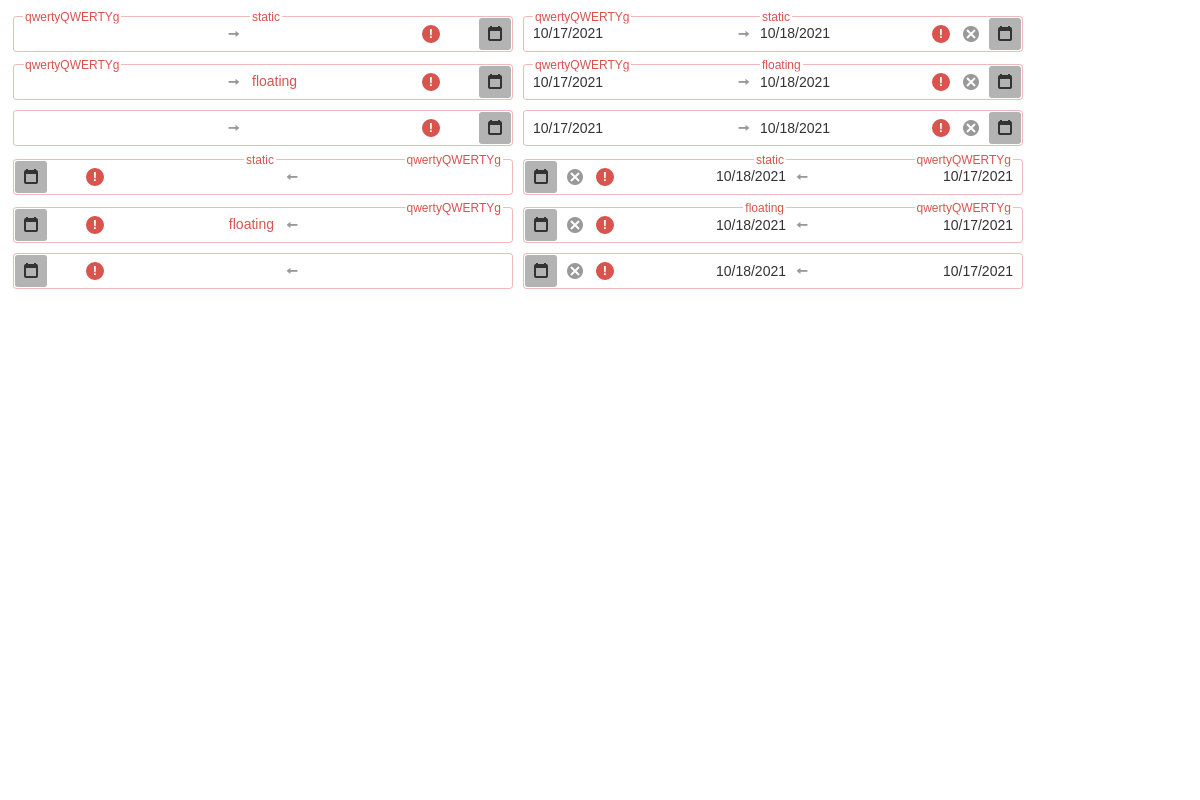 qwertyQWERTYg static qwertyQWERTYg static
10/17/2021 10/18/2021
qwertyQWERTYg qwertyQWERTYg floating
floating 10/17/2021 10/18/2021
10/17/2021 10/18/2021
static qwertyQWERTYg static qwertyQWERTYg
10/18/2021 10/17/2021
qwertyQWERTYg floating qwertyQWERTYg
floating 10/18/2021 10/17/2021
10/18/2021 10/17/2021